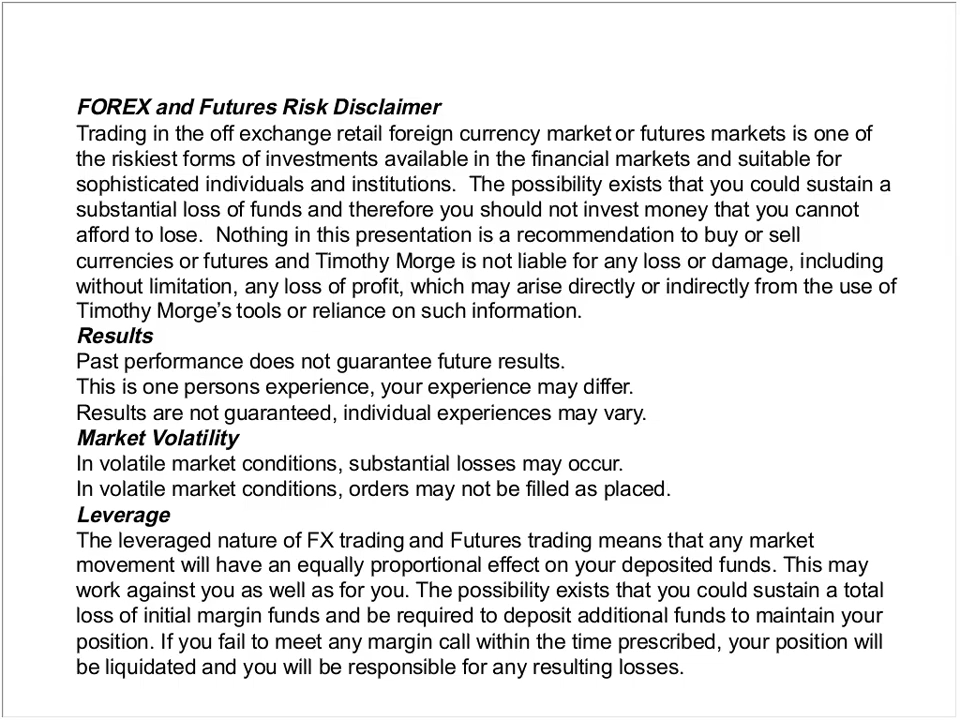 FOREX and Futures Risk Disclaimer
Trading in the off exchange retail foreign currency market or futures markets is one of
the riskiest forms of investments available in the financial markets and suitable for
sophisticated individuals and institutions.  The possibility exists that you could sustain a
substantial loss of funds and therefore you should not invest money that you cannot
afford to lose.  Nothing in this presentation is a recommendation to buy or sell
currencies or futures and Timothy Morge is not liable for any loss or damage, including
without limitation, any loss of profit, which may arise directly or indirectly from the use of
Timothy Morge’s tools or reliance on such information.
Results
Past performance does not guarantee future results.
This is one persons experience, your experience may differ.
Results are not guaranteed, individual experiences may vary.
Market Volatility
In volatile market conditions, substantial losses may occur.
In volatile market conditions, orders may not be filled as placed.
Leverage
The leveraged nature of FX trading and Futures trading means that any market
movement will have an equally proportional effect on your deposited funds. This may
work against you as well as for you. The possibility exists that you could sustain a total
loss of initial margin funds and be required to deposit additional funds to maintain your
position. If you fail to meet any margin call within the time prescribed, your position will
be liquidated and you will be responsible for any resulting losses.